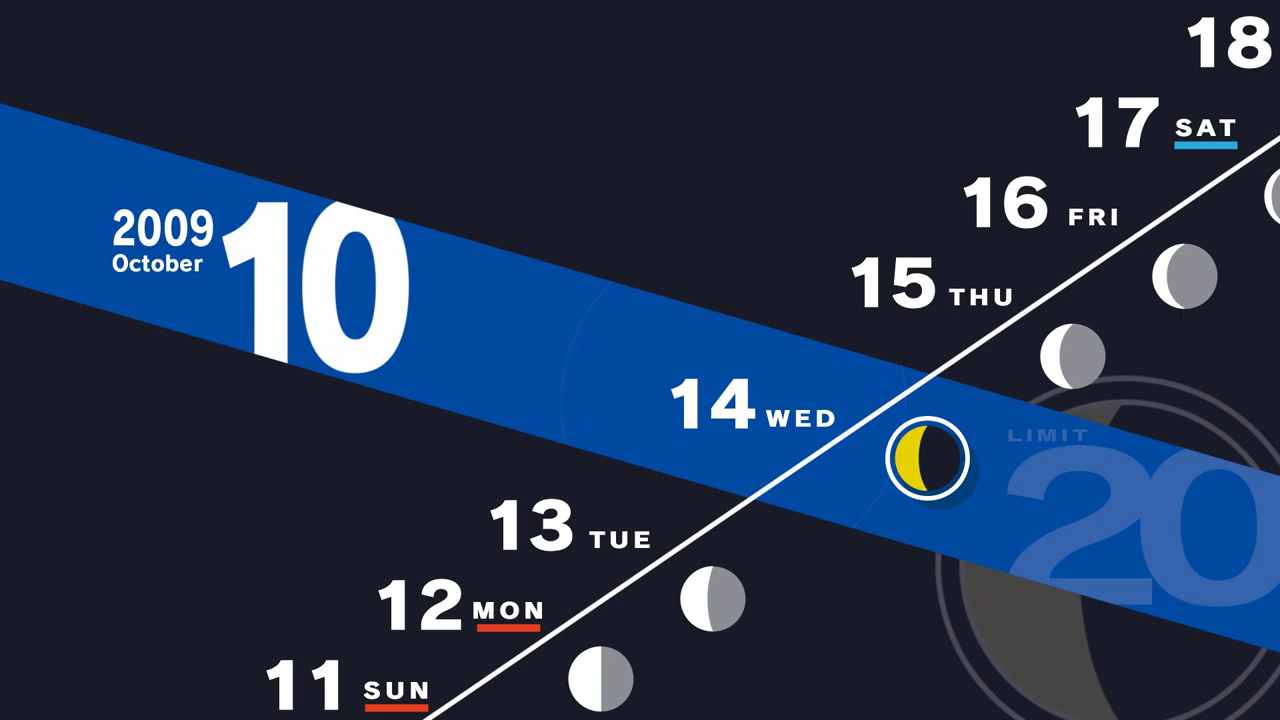 18
17 SAT
16 FRI
2009
October
10
15 THU
14 WED
LIMIT
20
13 TUE
12 MON
11 SUN